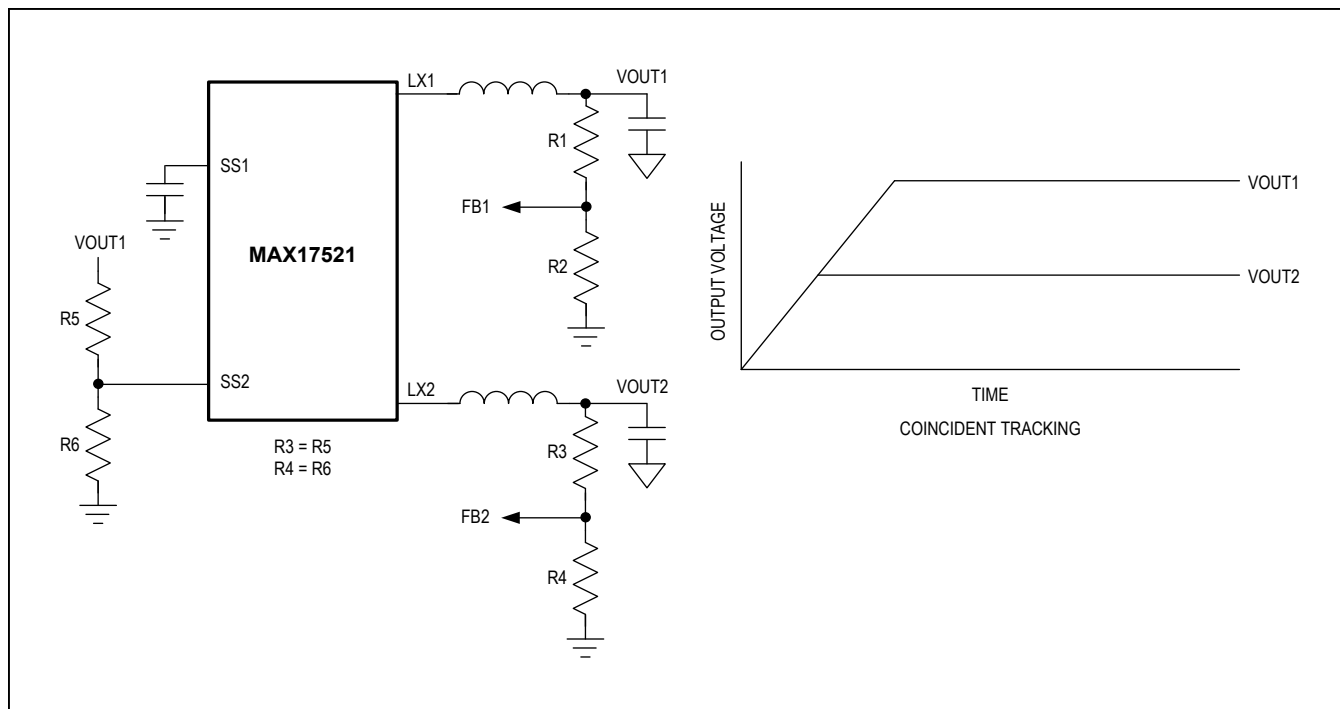 LX1
VOUT1
R1
SS1
FB1
VOUT1
MAX17521
R2
R5
SS2
LX2
VOUT2
R6
R3 = R5
R4 = R6
R3
FB2
R4
OUTPUT VOLTAGE
VOUT1
VOUT2
TIME
COINCIDENT TRACKING